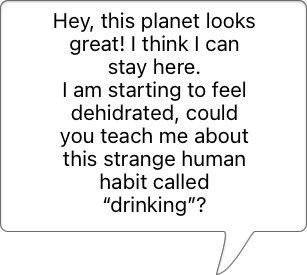 Hey, this planet looks
great! I think I can
stay here.
I am starting to feel
dehidrated, could
you teach me about
this strange human
habit called
“drinking”?